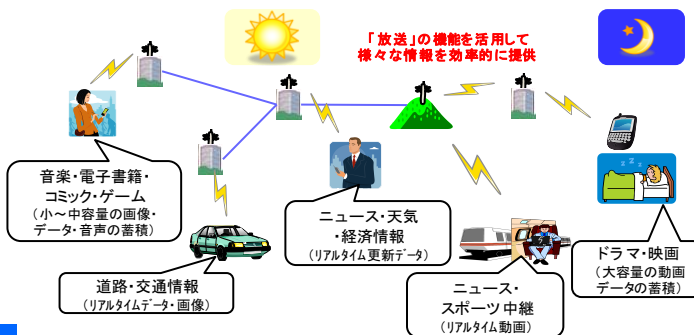 「放送」の機能を活用して
様々な情報を効率的に提供
音楽・電子書籍・
コミック・ゲーム
(小～中容量の画像・
データ・音声の蓄積)
道路・交通情報
(リアルタイムデータ・画像)
ニュース・天気
・経済情報
(リアルタイム更新データ)
ニュース・
スポーツ中継
(リアルタイム動画)
ドラマ・映画
(大容量の動画
データの蓄積)